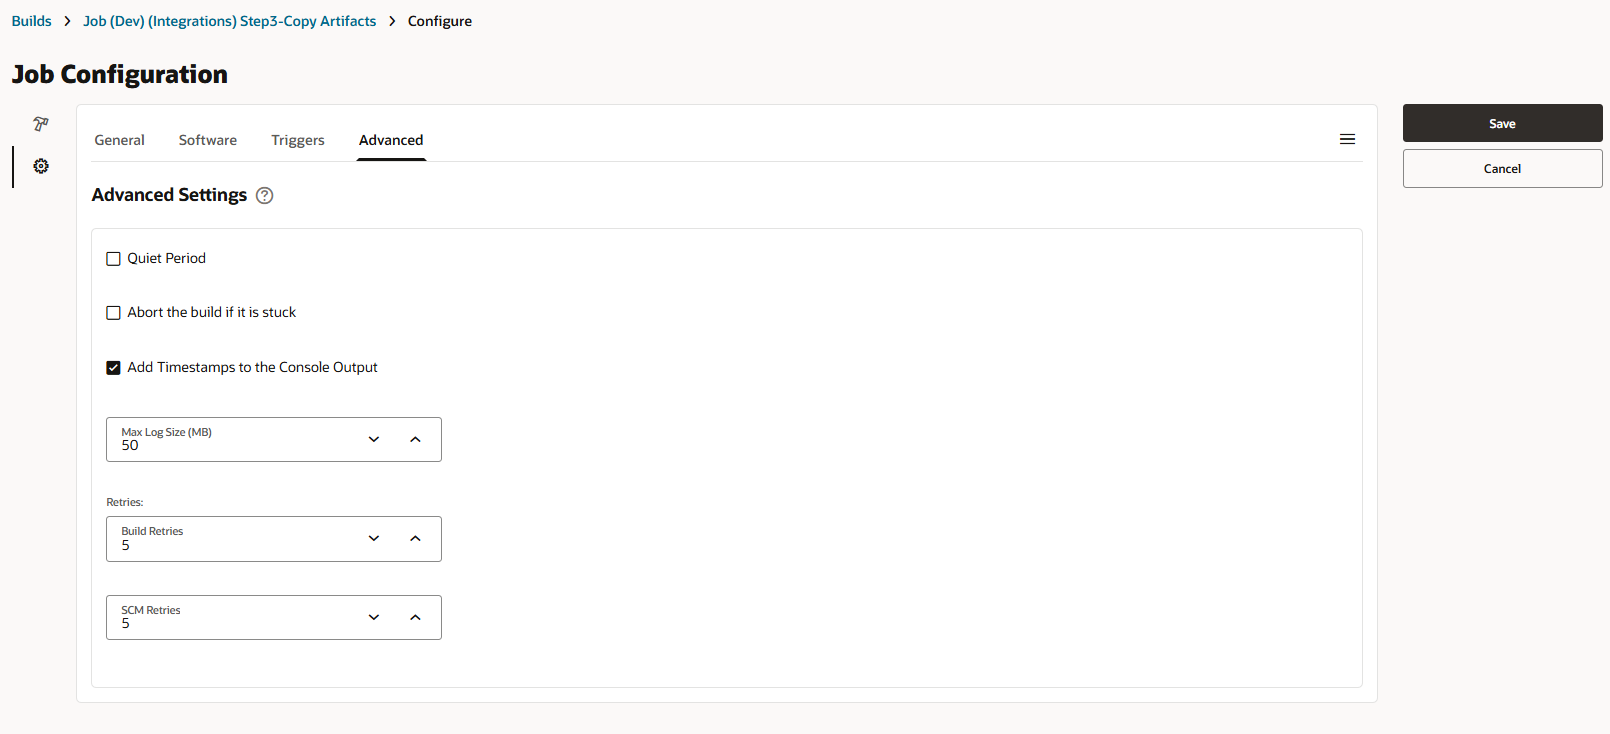 Builds > Job (Dev) (Integrations) Step3-Copy Artifacts > Configure
Job Configuration
General Software Triggers Advanced
Save
Cancel
Advanced Settings
Quiet Period
Abort the build if it is stuck
Add Timestamps to the Console Output
Max Log Size (MB)
50
Retries:
Build Retries
5
SCM Retries
5